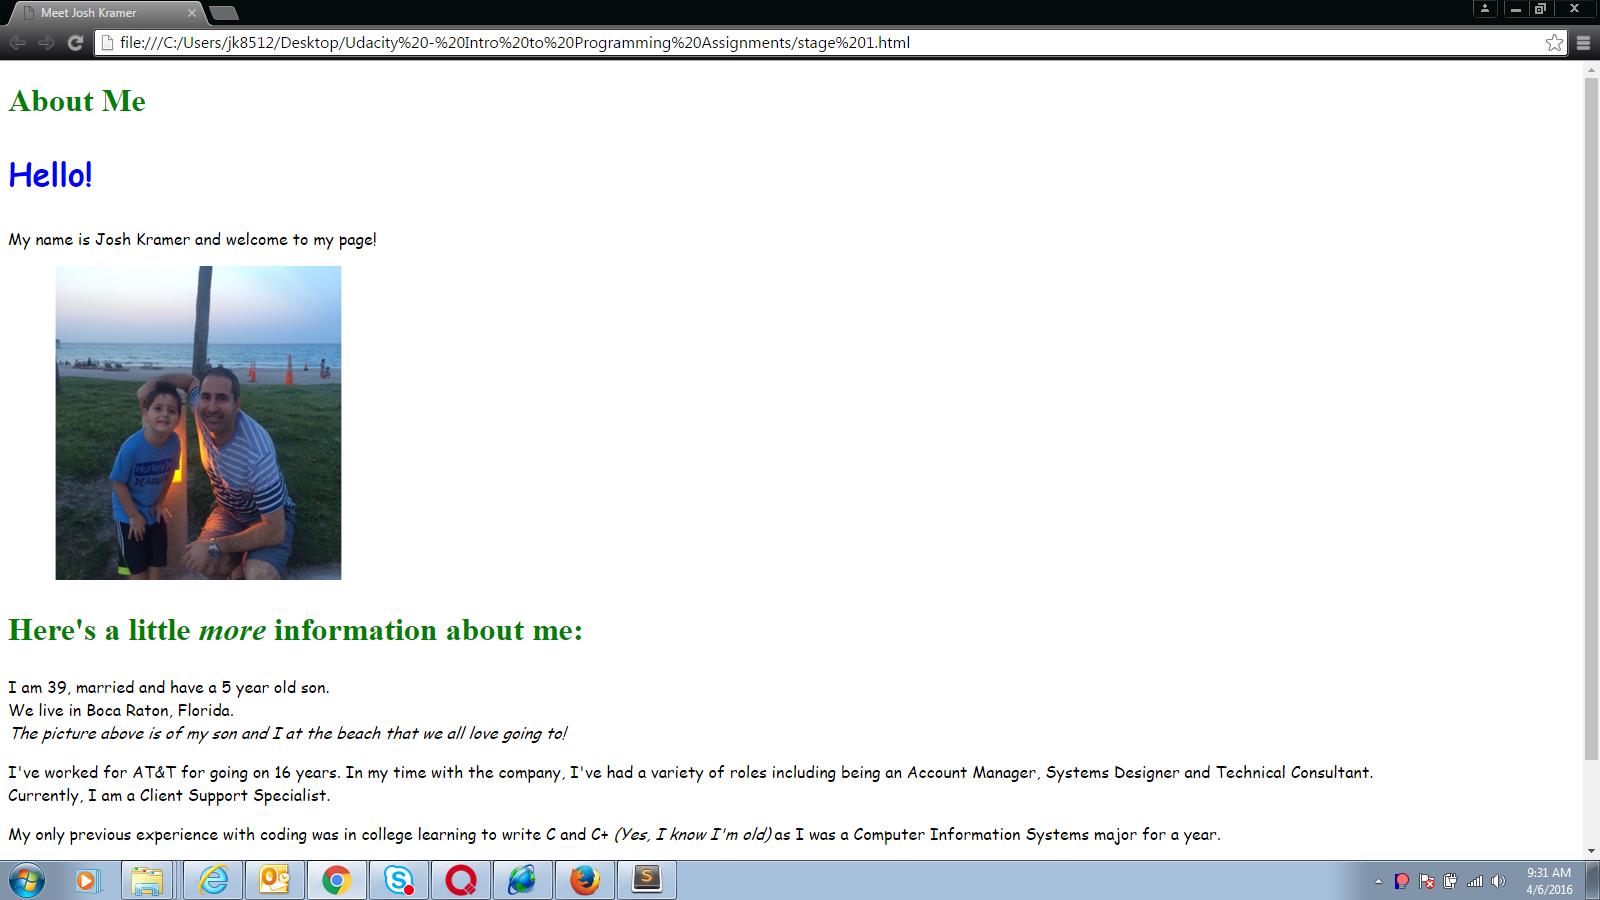 Meet Josh Kramer
file:///C:/Users/jk8512/Desktop/Udacity%20-%20Intro%20to%20Programming%20Assignments/stage%201.html
About Me
Hello!
My name is Josh Kramer and welcome to my page!
Hurley
Here's a little more information about me:
I am 39, married and have a 5 year old son.
We live in Boca Raton, Florida.
The picture above is of my son and I at the beach that we all love going to!
I've worked for AT&T for going on 16 years. In my time with the company, I've had a variety of roles including being an Account Manager, Systems Designer and Technical Consultant.
Currently, I am a Client Support Specialist.
My only previous experience with coding was in college learning to write C and C+ (Yes, I know I'm old) as I was a Computer Information Systems major for a year.
9:31 AM
4/6/2016